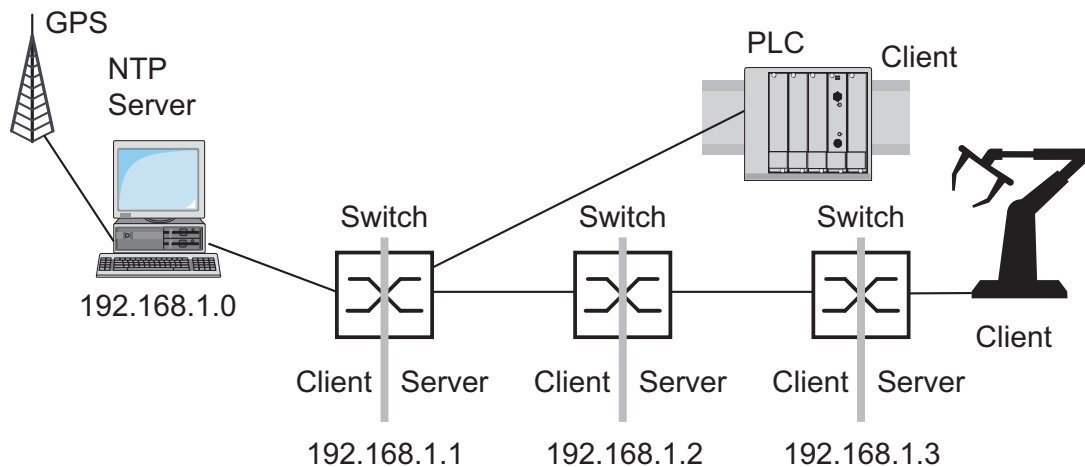 GPS
NTP
Server
192.168.1.0
PLC
Client
Switch
Switch
Switch
Client
Client Server
Client Server
Client Server
192.168.1.1
192.168.1.2
192.168.1.3